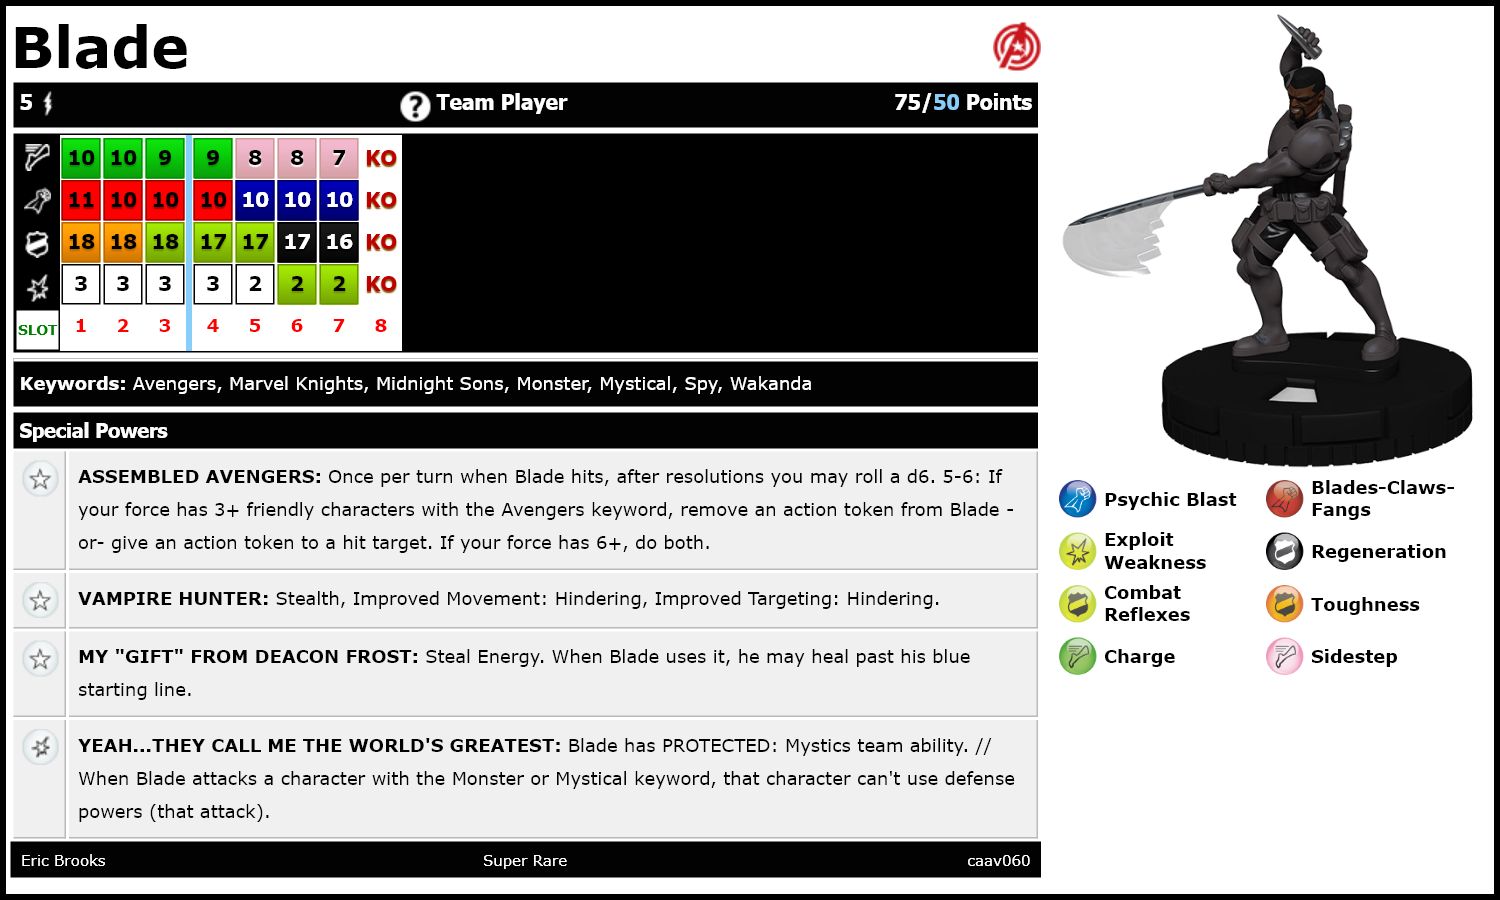 Blade
5 ? Team Player 75/50 Points
10 10 9 9 8 8 7 KO
11 10 10 10 10 10 10 KO
18 18 18 17 17 17 16 KO
3 3 3 3 2 2 2 KO
SLOT 1 2 3 4 5 6 7 8
Keywords: Avengers, Marvel Knights, Midnight Sons, Monster, Mystical, Spy, Wakanda
Special Powers
ASSEMBLED AVENGERS: Once per turn when Blade hits, after resolutions you may roll a d6. 5-6: If
your force has 3+ friendly characters with the Avengers keyword, remove an action token from Blade -
or- give an action token to a hit target. If your force has 6+, do both.
VAMPIRE HUNTER: Stealth, Improved Movement: Hindering, Improved Targeting: Hindering.
MY "GIFT" FROM DEACON FROST: Steal Energy. When Blade uses it, he may heal past his blue
starting line.
YEAH...THEY CALL ME THE WORLD'S GREATEST: Blade has PROTECTED: Mystics team ability. //
When Blade attacks a character with the Monster or Mystical keyword, that character can't use defense
powers (that attack).
Eric Brooks Super Rare caav060
Psychic Blast
Blades-Claws-
Fangs
Exploit
Weakness
Regeneration
Combat
Reflexes
Toughness
Charge
Sidestep